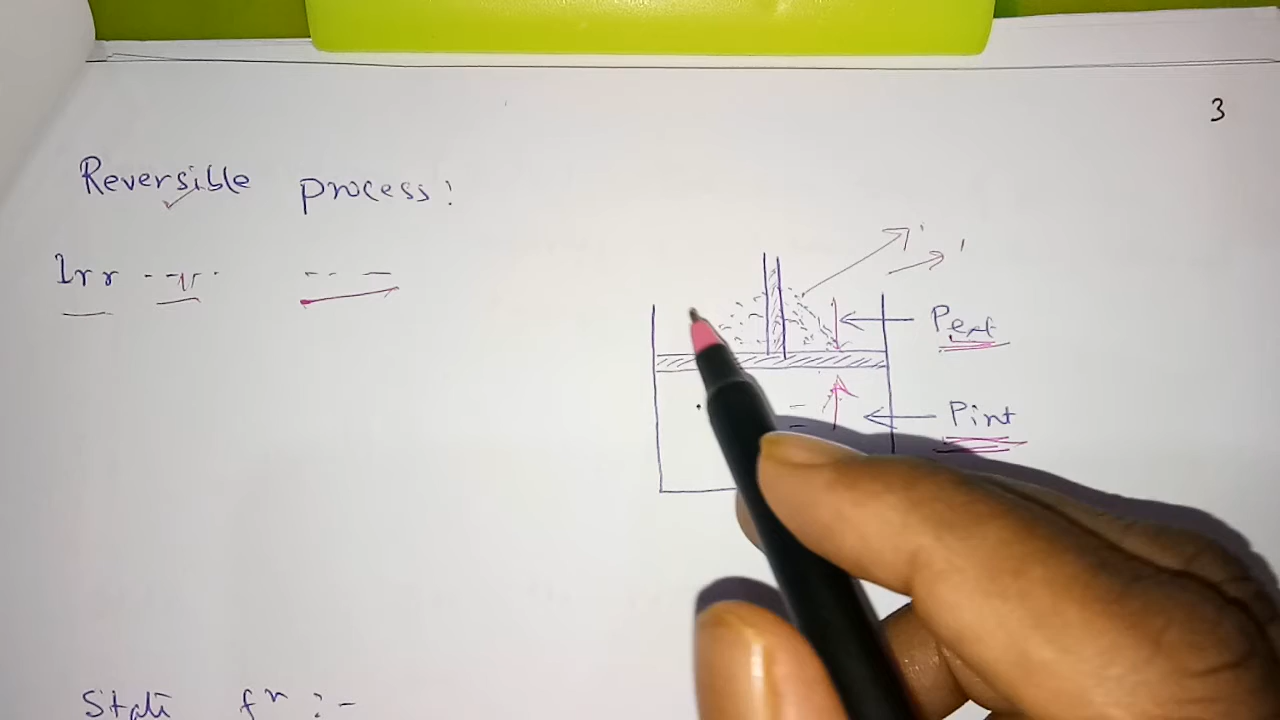 3
Reversible process :
Irr --"-- -- --
Pext
Pint
State fn :-